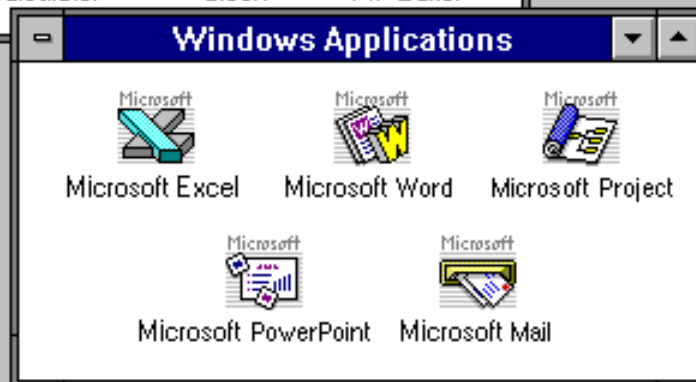 Windows Applications
Microsoft Microsoft Microsoft
Microsoft Excel Microsoft Word Microsoft Project
Microsoft Microsoft
Microsoft PowerPoint Microsoft Mail